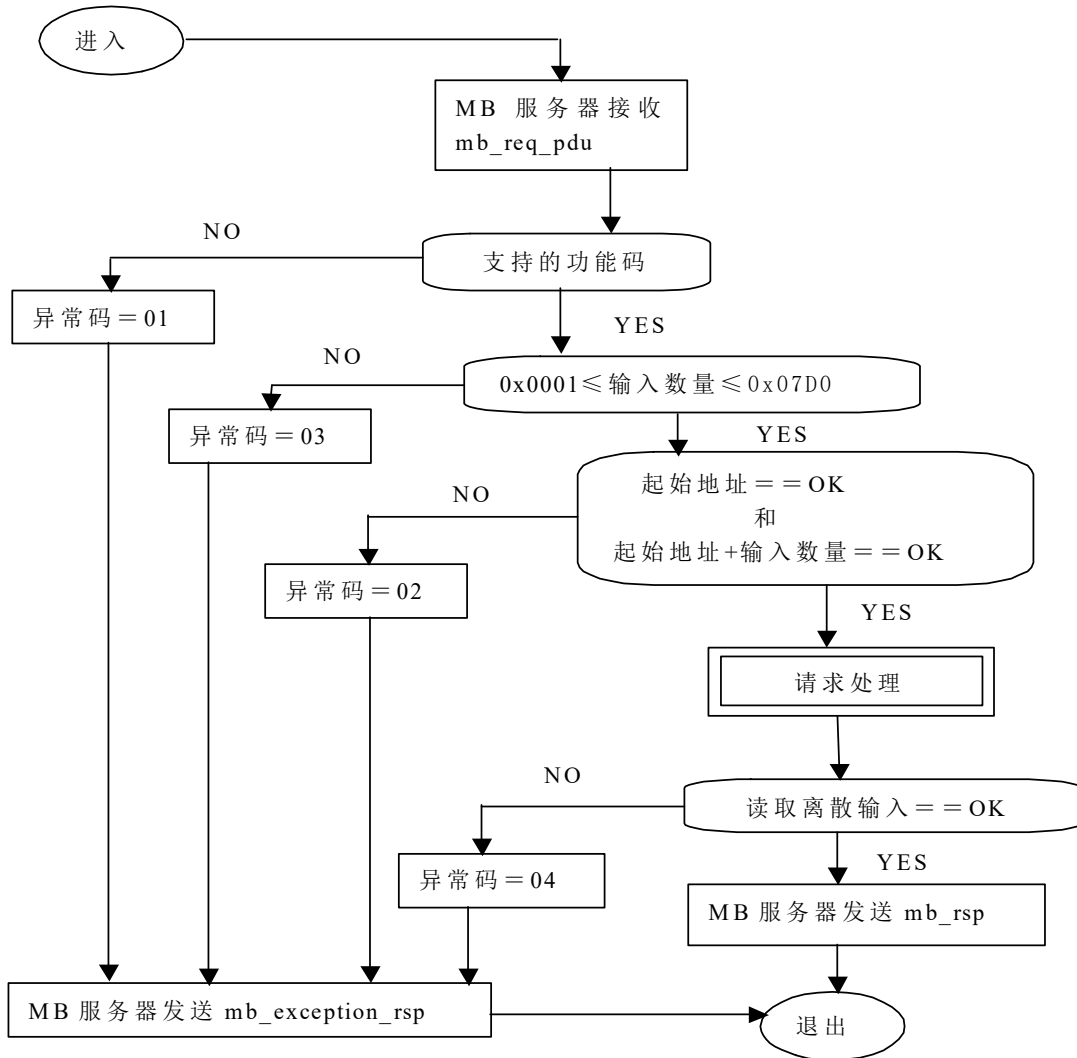 进入
MB 服务器接收
mb_req_pdu
NO
支持的功能码
异常码＝01
YES
NO
0x0001≤输入数量≤0x07D0
异常码＝03
YES
起始地址＝＝OK
NO
和
起始地址+输入数量＝＝OK
异常码＝02
YES
请求处理
NO
读取离散输入＝＝OK
YES
异常码＝04
MB 服务器发送 mb_rsp
MB 服务器发送 mb_exception_rsp
退出